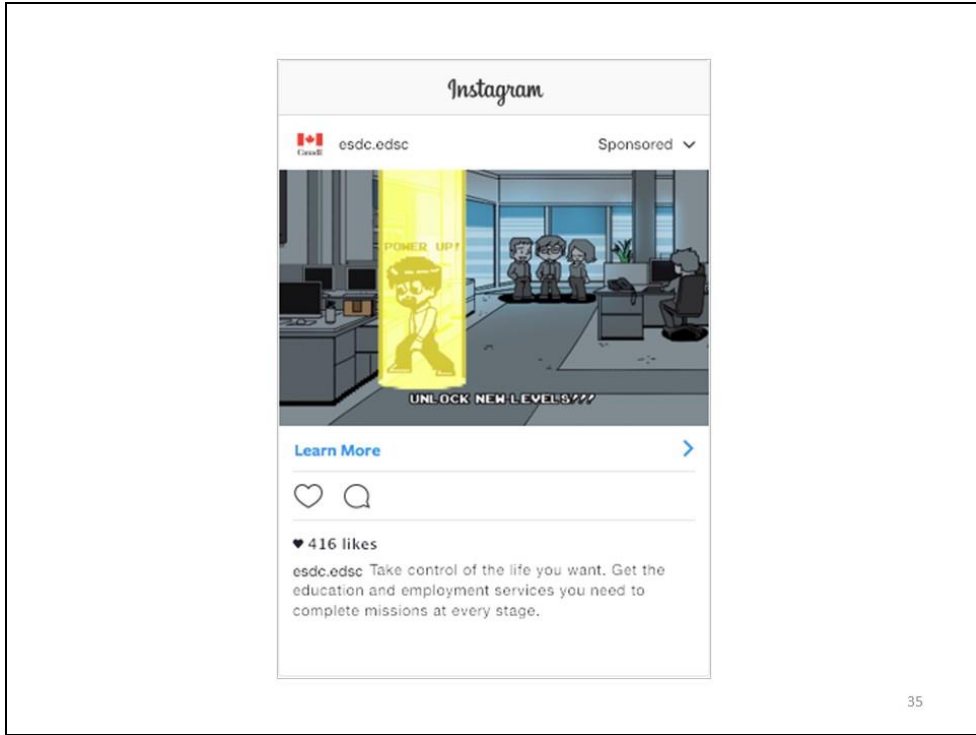 Instagram
Canada
esdc.edsc
Sponsored
POWER UP!
UNLOCK NEW LEVELS!!!
Learn More
416 likes
esdc.edsc Take control of the life you want. Get the
education and employment services you need to
complete missions at every stage.
35